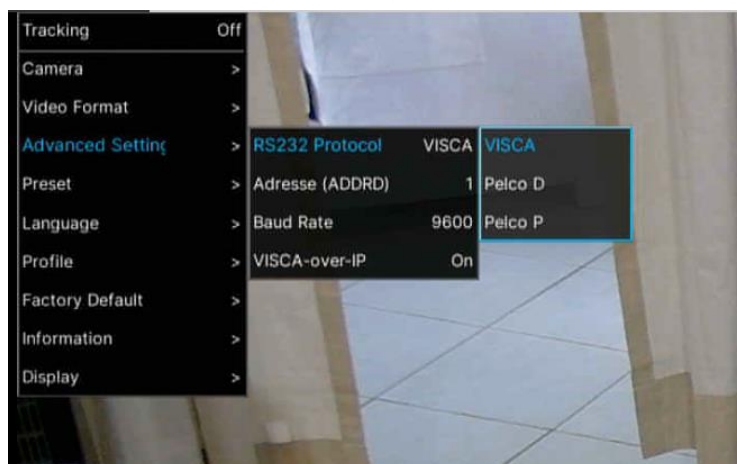 Tracking Off
Camera >
Video Format >
Advanced Setting >
Preset >
Language >
Profile >
Factory Default >
Information >
Display >
RS232 Protocol VISCA
Adresse (ADDRD) 1
Baud Rate 9600
VISCA-over-IP On
VISCA
Pelco D
Pelco P